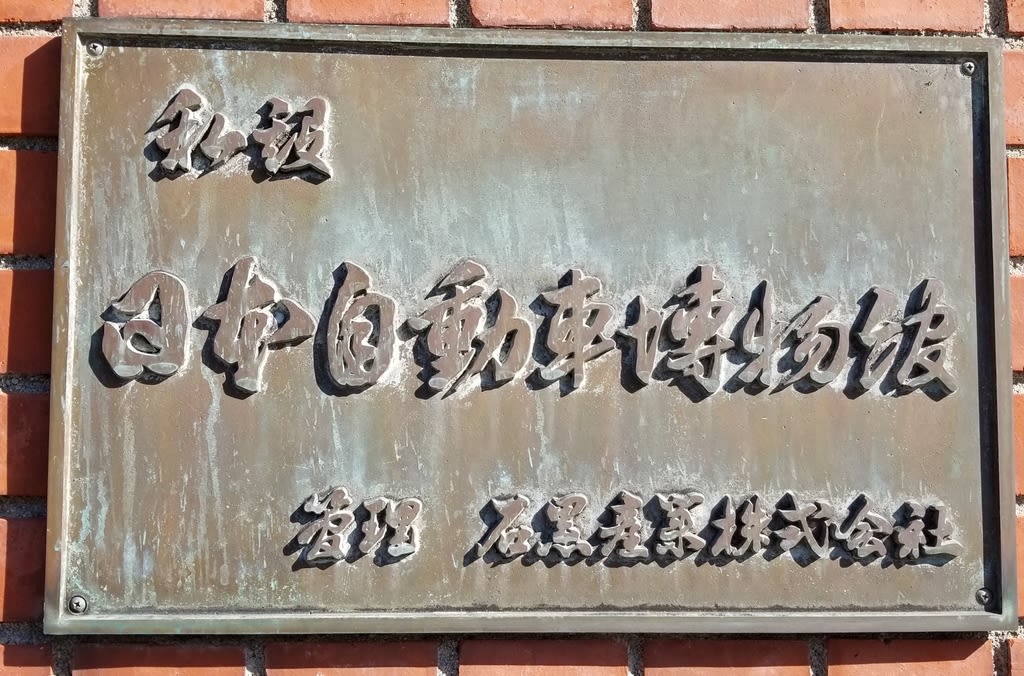 私設
日本自動車博物館
管理 石黒産業株式会社